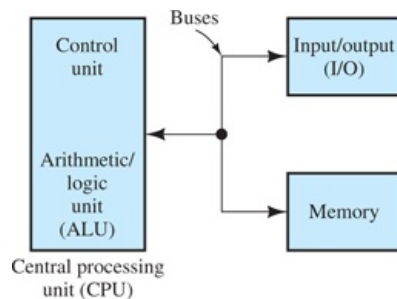 Buses
Control
unit
Arithmetic/
logic
unit
(ALU)
Central processing
unit (CPU)
Input/output
(I/O)
Memory